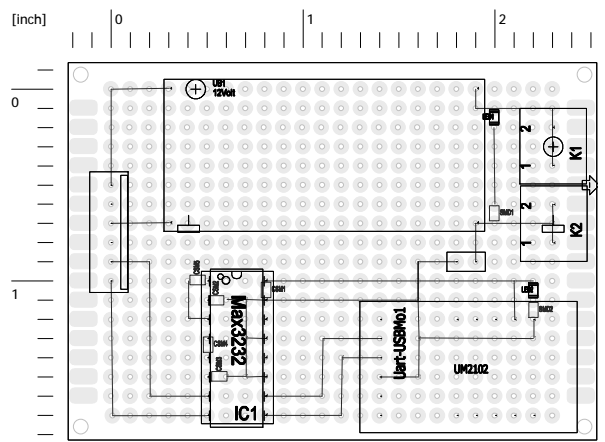 [inch]
0
1
2
0
UB1
12Volt
2
1
K1
SMD1
2
1
K2
1
Max3232
IC1
Uart-USBMo1
UM2102
SMD2